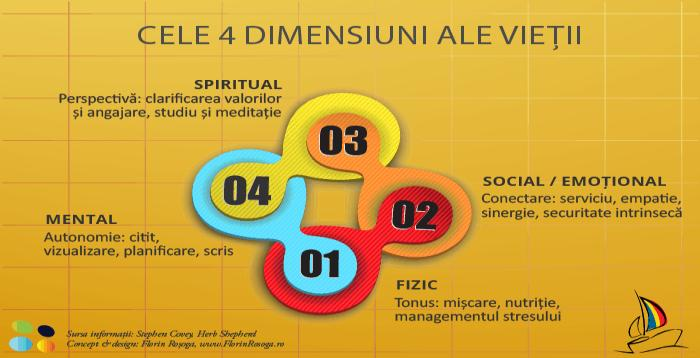 CELE 4 DIMENSIUNI ALE VIEȚII
SPIRITUAL
Perspectivă: clarificarea valorilor
și angajare, studiu și meditație
03
04
02
01
SOCIAL / EMOȚIONAL
Conectare: serviciu, empatie,
sinergie, securitate intrinsecă
MENTAL
Autonomie: citit,
vizualizare, planificare, scris
FIZIC
Tonus: mișcare, nutriție,
managementul stresului
Sursa informații: Stephen Covey, Herb Shepherd
Concept & design: Florin Roșoga, www.FlorinRosoga.ro